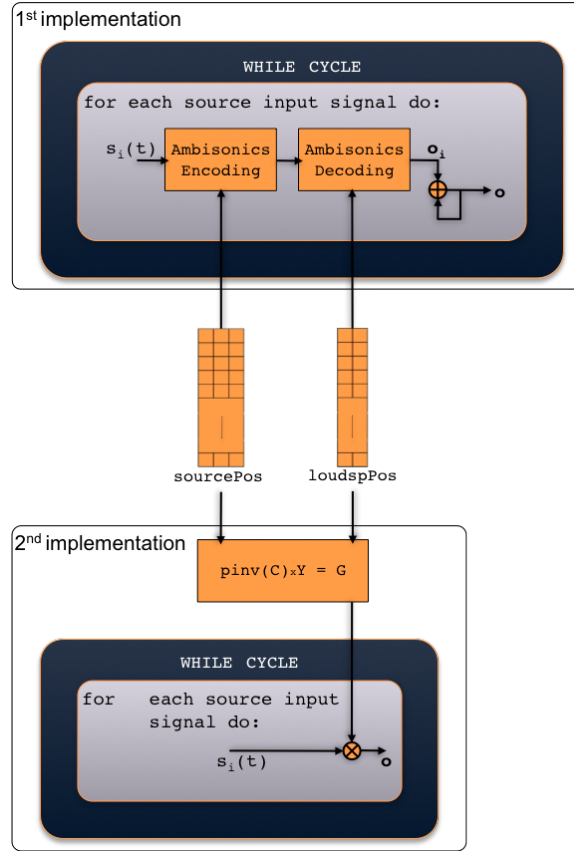 1st implementation
WHILE CYCLE
for each source input signal do:
si(t)
Ambisonics
Encoding
Ambisonics
Decoding
oi
o
sourcePos
loudspPos
2nd implementation
pinv(C)xY = G
WHILE CYCLE
for each source input
signal do:
si(t)
o